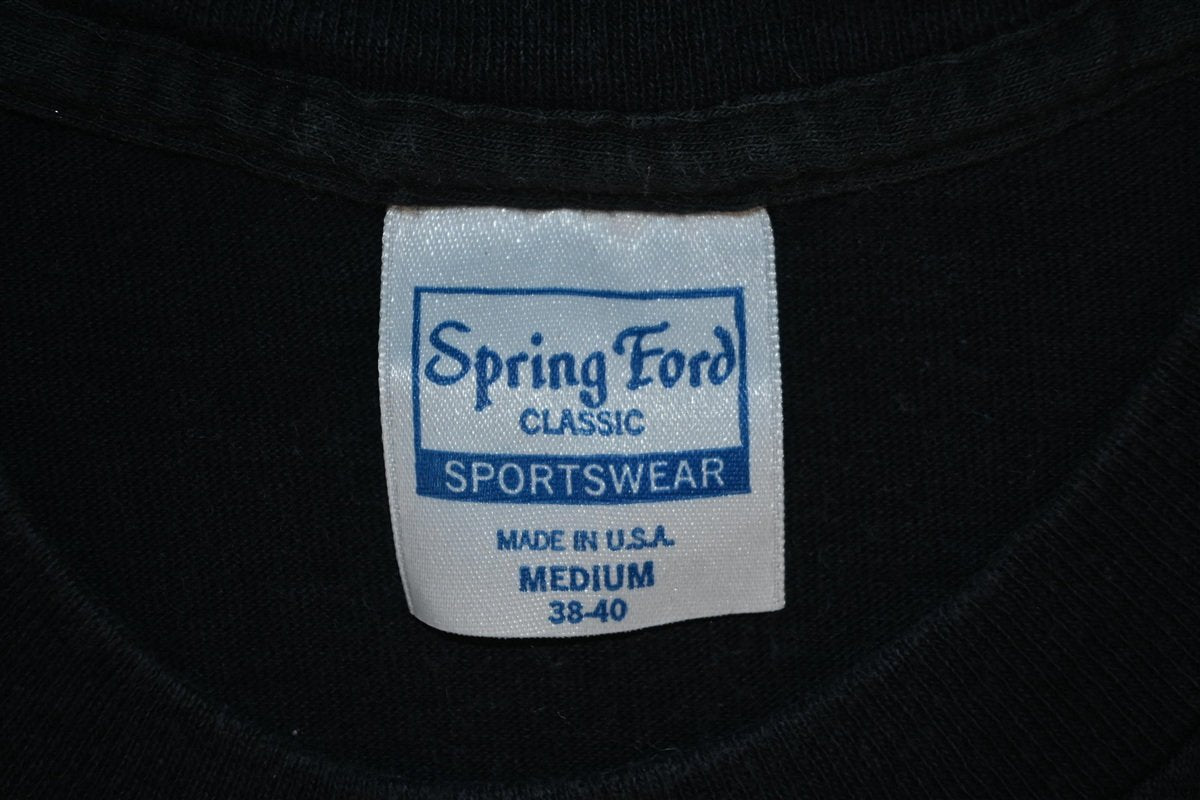 Spring Ford
CLASSIC
SPORTSWEAR
MADE IN U.S.A.
MEDIUM
38-40